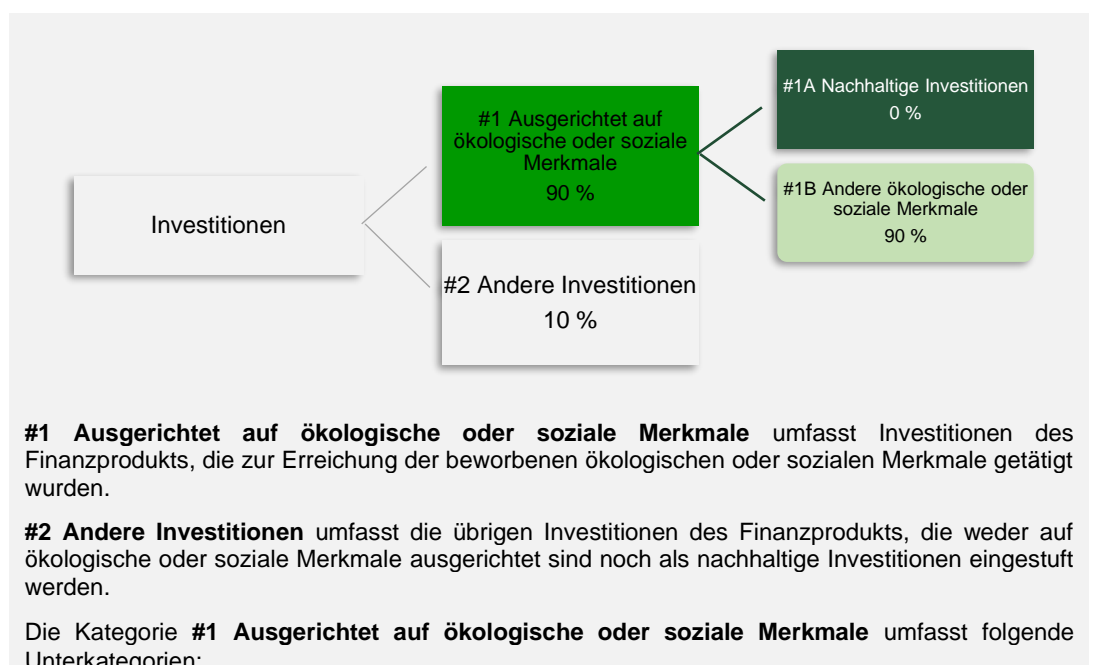 #1A Nachhaltige Investitionen
0 %
#1 Ausgerichtet auf
ökologische oder soziale
Merkmale
90 %
#1B Andere ökologische oder
soziale Merkmale
90 %
Investitionen
#2 Andere Investitionen
10 %
#1 Ausgerichtet auf ökologische oder soziale Merkmale umfasst Investitionen des
Finanzprodukts, die zur Erreichung der beworbenen ökologischen oder sozialen Merkmale getätigt
wurden.
#2 Andere Investitionen umfasst die übrigen Investitionen des Finanzprodukts, die weder auf
ökologische oder soziale Merkmale ausgerichtet sind noch als nachhaltige Investitionen eingestuft
werden.
Die Kategorie #1 Ausgerichtet auf ökologische oder soziale Merkmale umfasst folgende
Unterkategorien: